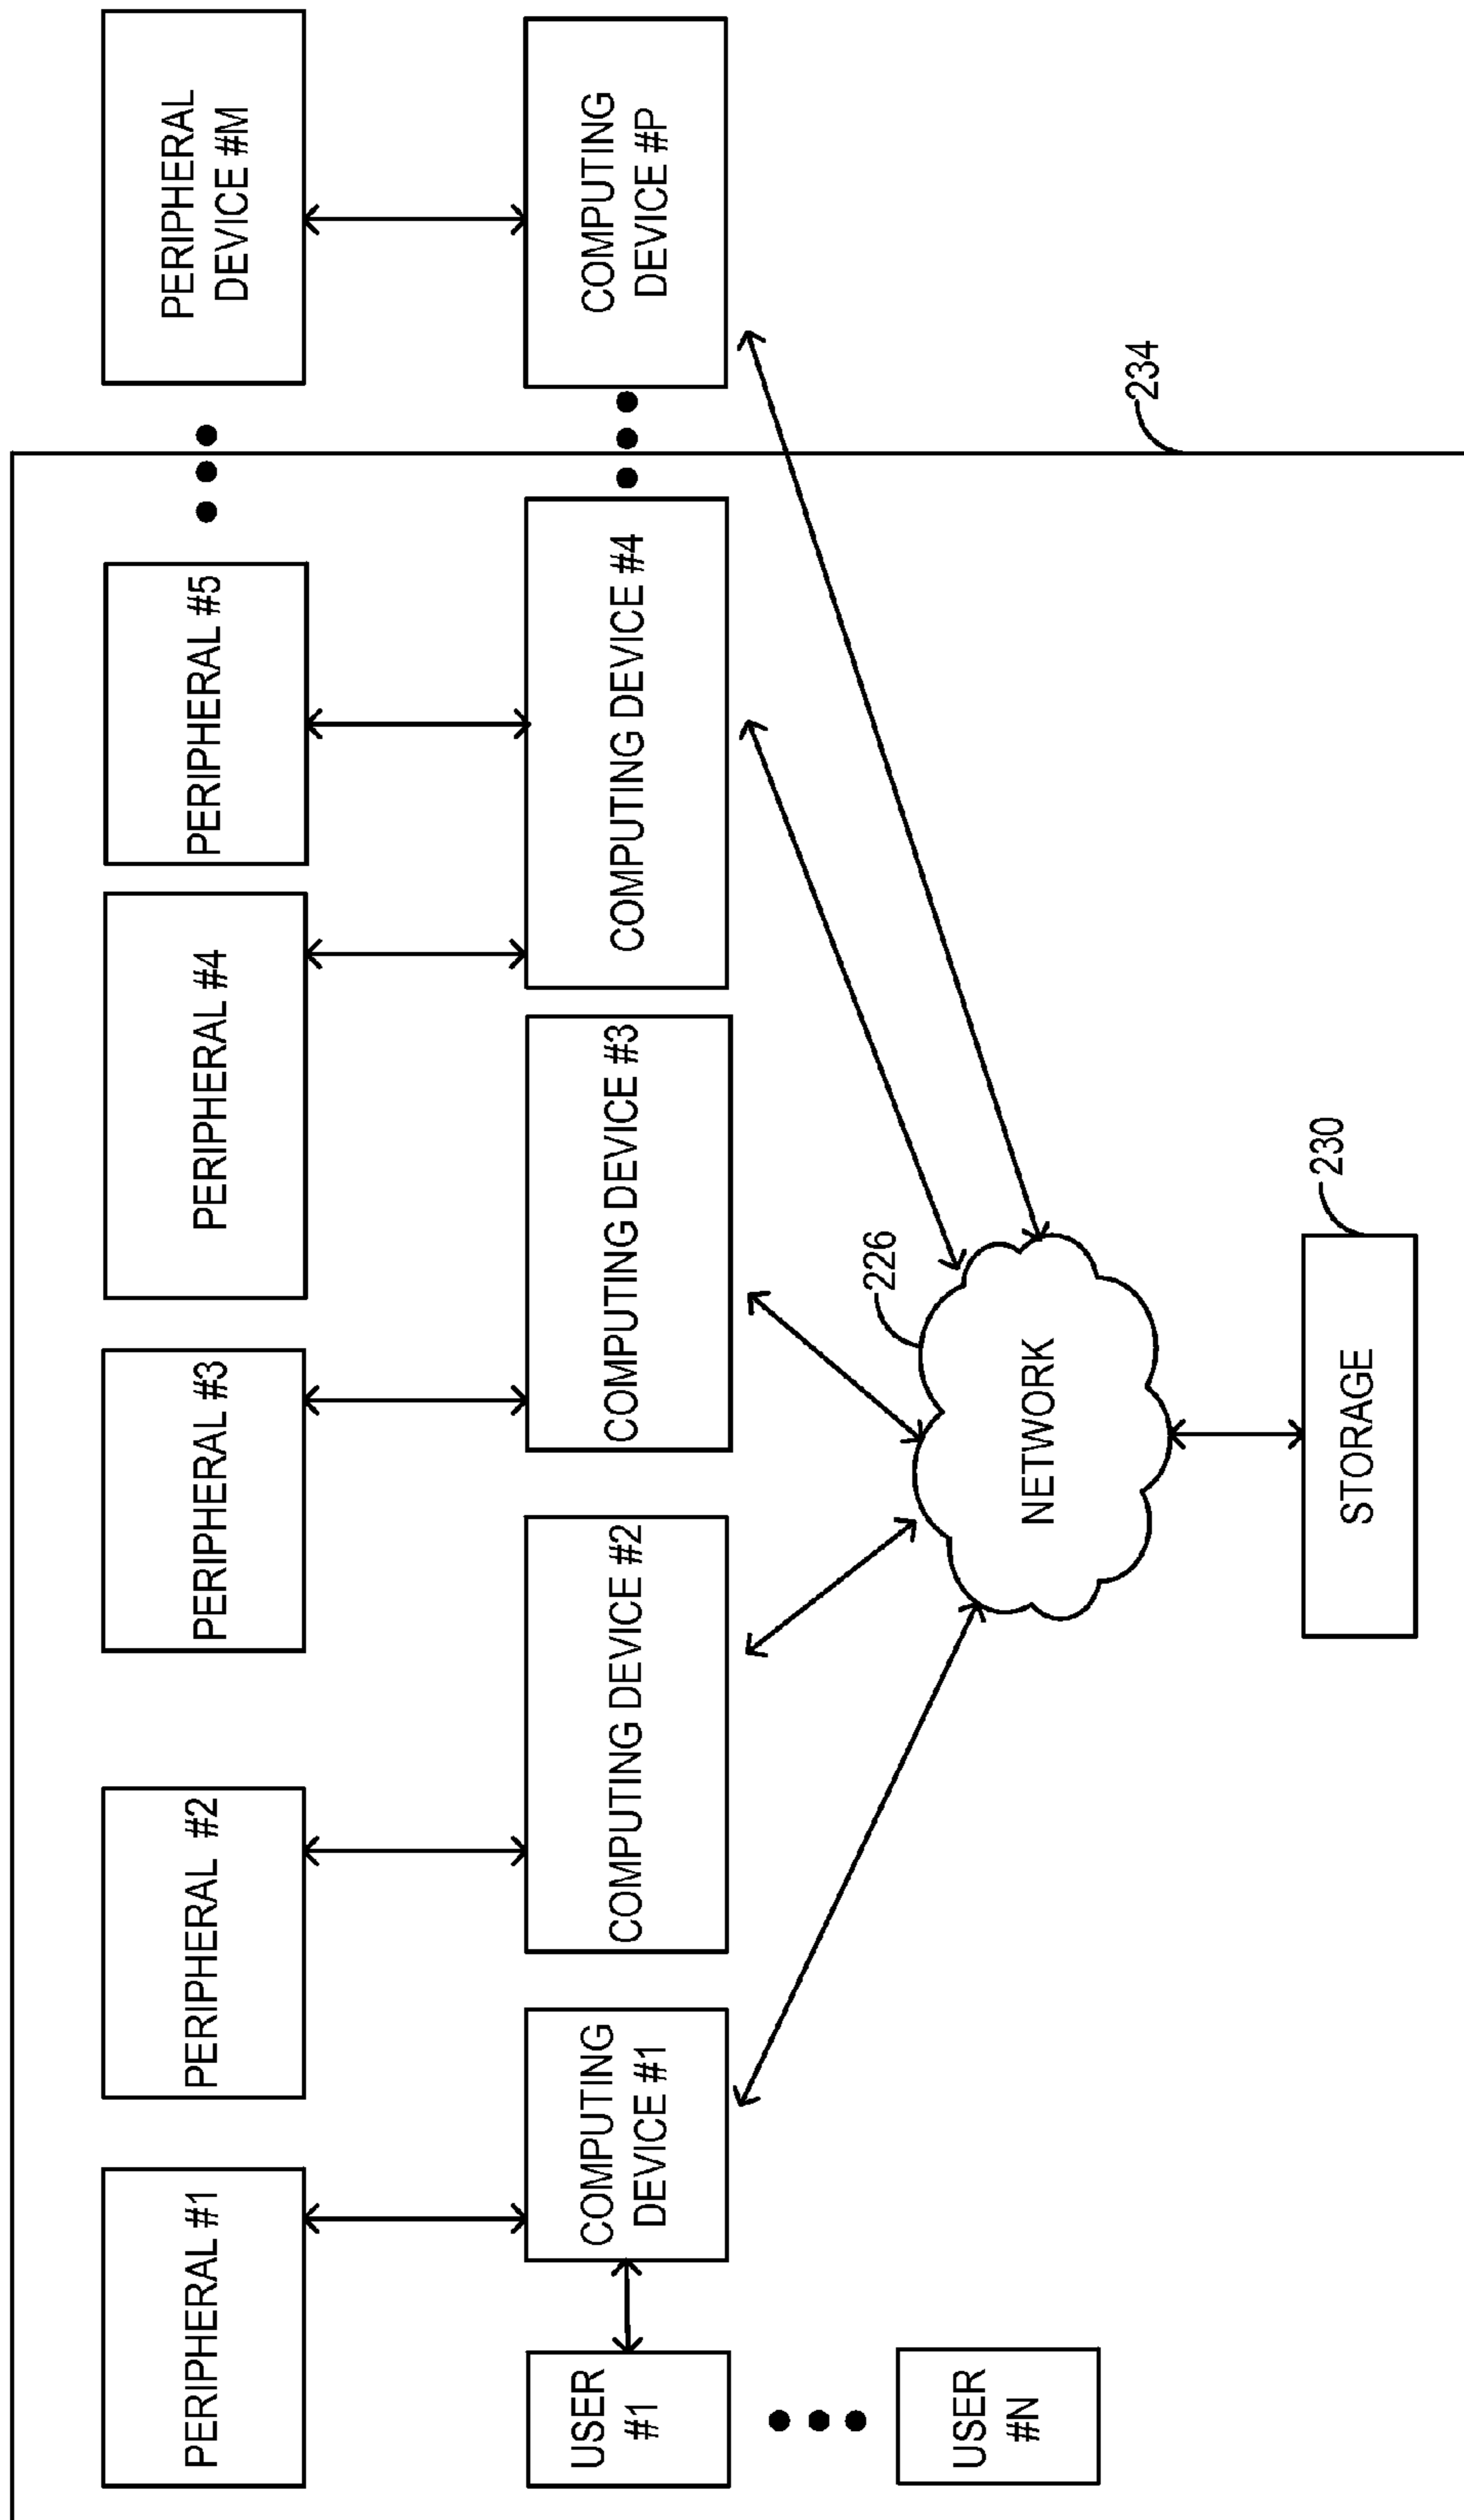 PERIPHERAL #1
PERIPHERAL #2
PERIPHERAL #3
PERIPHERAL #4
PERIPHERAL #5
PERIPHERAL
DEVICE #M
USER
#1
COMPUTING
DEVICE #1
COMPUTING DEVICE #2
COMPUTING DEVICE #3
COMPUTING DEVICE #4
COMPUTING
DEVICE #P
USER
#N
226
NETWORK
234
230
STORAGE